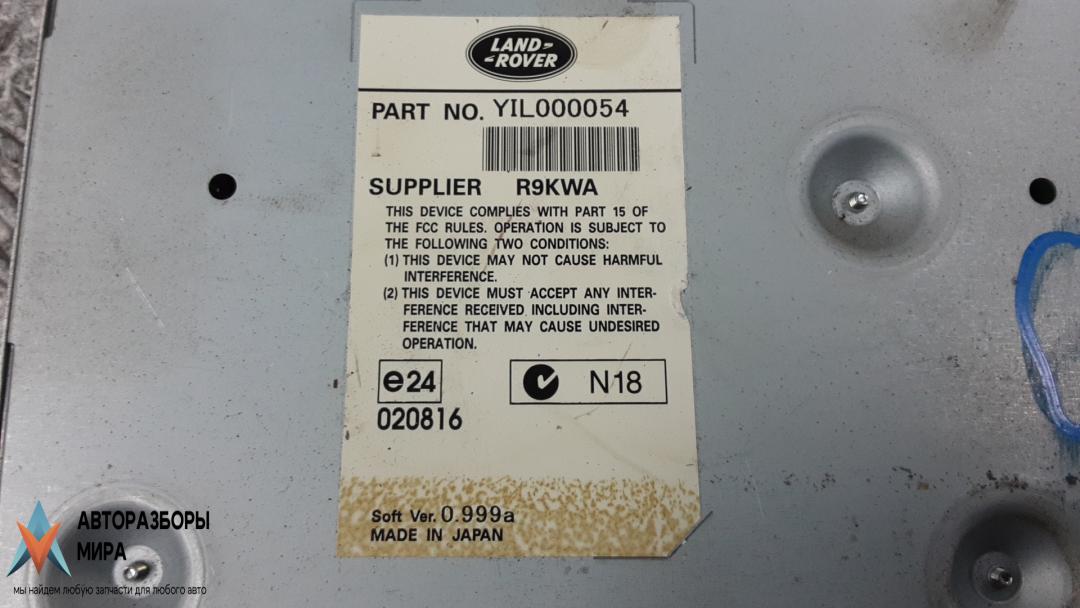 LAND-
-ROVER
PART NO. YIL000054
SUPPLIER R9KWA
THIS DEVICE COMPLIES WITH PART 15 OF
THE FCC RULES. OPERATION IS SUBJECT TO
THE FOLLOWING TWO CONDITIONS:
(1) THIS DEVICE MAY NOT CAUSE HARMFUL
INTERFERENCE.
(2) THIS DEVICE MUST ACCEPT ANY INTER-
FERENCE RECEIVED INCLUDING INTER-
FERENCE THAT MAY CAUSE UNDESIRED
OPERATION.
e24 N18
020816
Soft Ver. 0.999a
MADE IN JAPAN
АВТОРАЗБОРЫ
МИРА
мы найдем любую запчасти для любого авто